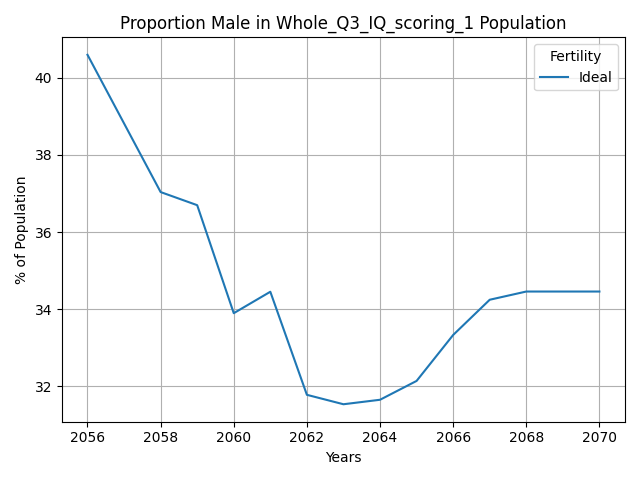 Proportion Male in Whole_Q3_IQ_scoring_1 Population
Fertility
Ideal
% of Population
40
38
36
34
32
2056 2058 2060 2062 2064 2066 2068 2070
Years